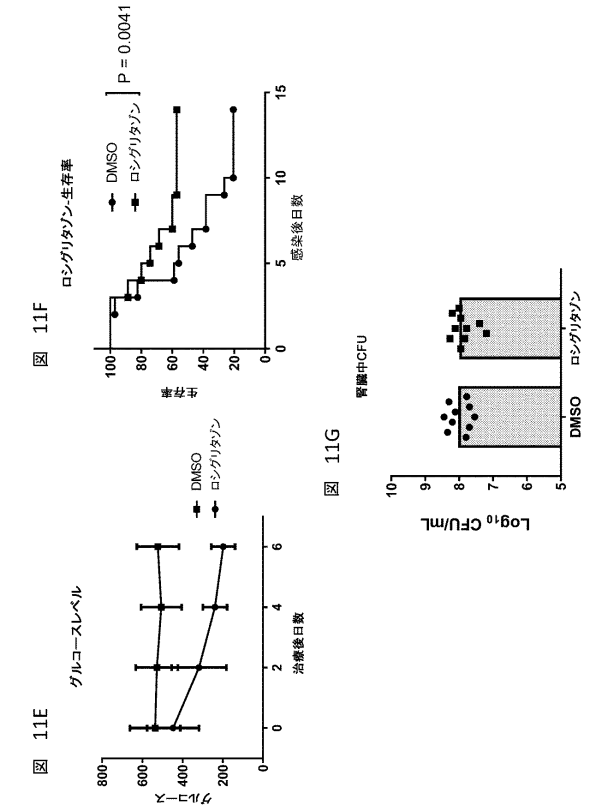 図 11E
グルコースレベル
グルコース
800
600
400
200
0
0
2
4
6
治療後日数
DMSO
ロシグリタゾン
図 11F
ロシグリタゾン-生存率
生存率
100
80
60
40
20
0
0
5
10
15
感染後日数
DMSO
ロシグリタゾン
P = 0.0041
図 11G
腎臓中CFU
Log₁₀ CFU/mL
10
9
8
7
6
5
DMSO
ロシグリタゾン